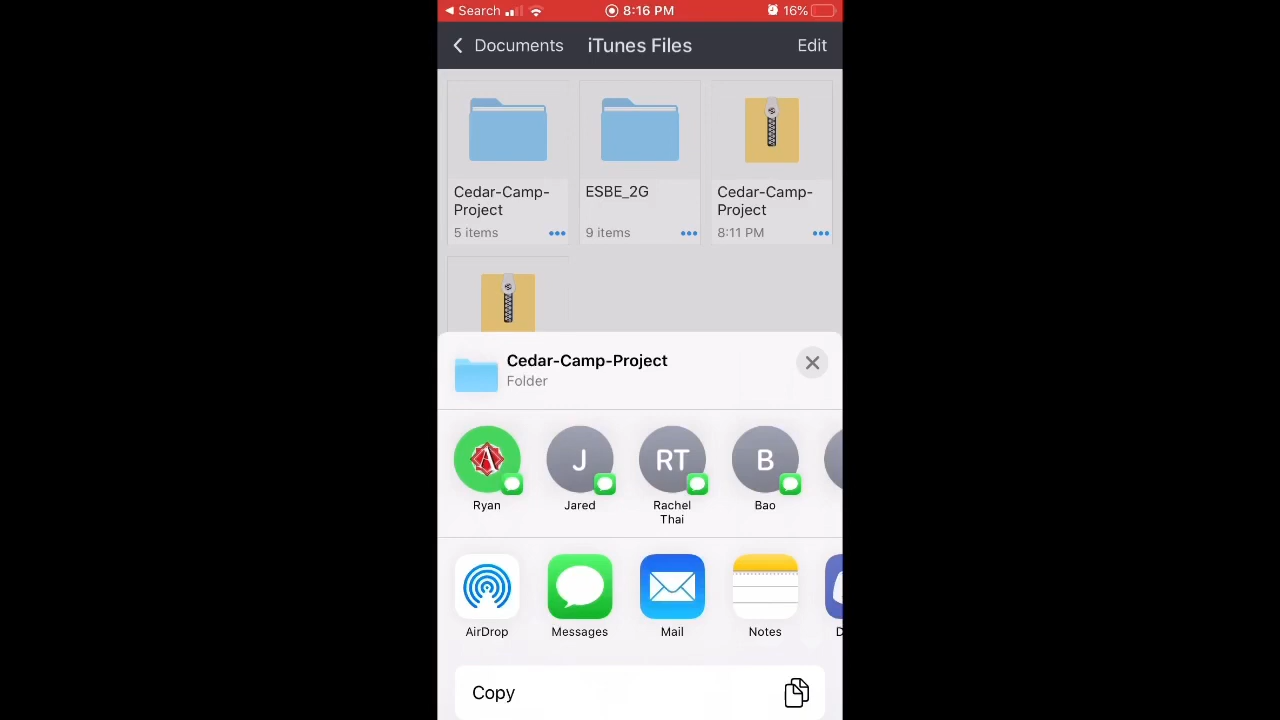 Search 8:16 PM 16%
Documents iTunes Files Edit
Cedar-Camp-
Project
5 items
ESBE_2G
9 items
Cedar-Camp-
Project
8:11 PM
Cedar-Camp-Project
Folder
A
J
RT
B
Ryan
Jared
Rachel
Thai
Bao
AirDrop
Messages
Mail
Notes
D
Copy